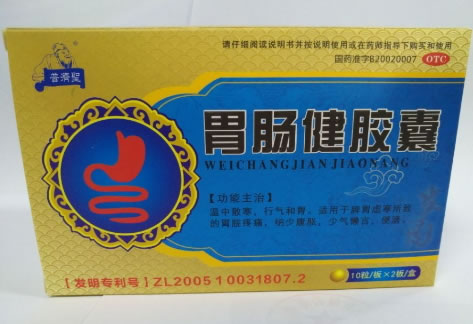 普济圣
请仔细阅读说明书并按说明使用或在药师指导下购买和使用
国药准字B20020007
OTC
胃肠健胶囊
WEICHANGJIANJIAONANG
【功能主治】
温中散寒、行气和胃。适用于脾胃虚寒所致
的胃脘疼痛、纳少腹胀、少气懒言、便溏。
【发明专利号】ZL200510031807.2
10粒/板×2板/盒